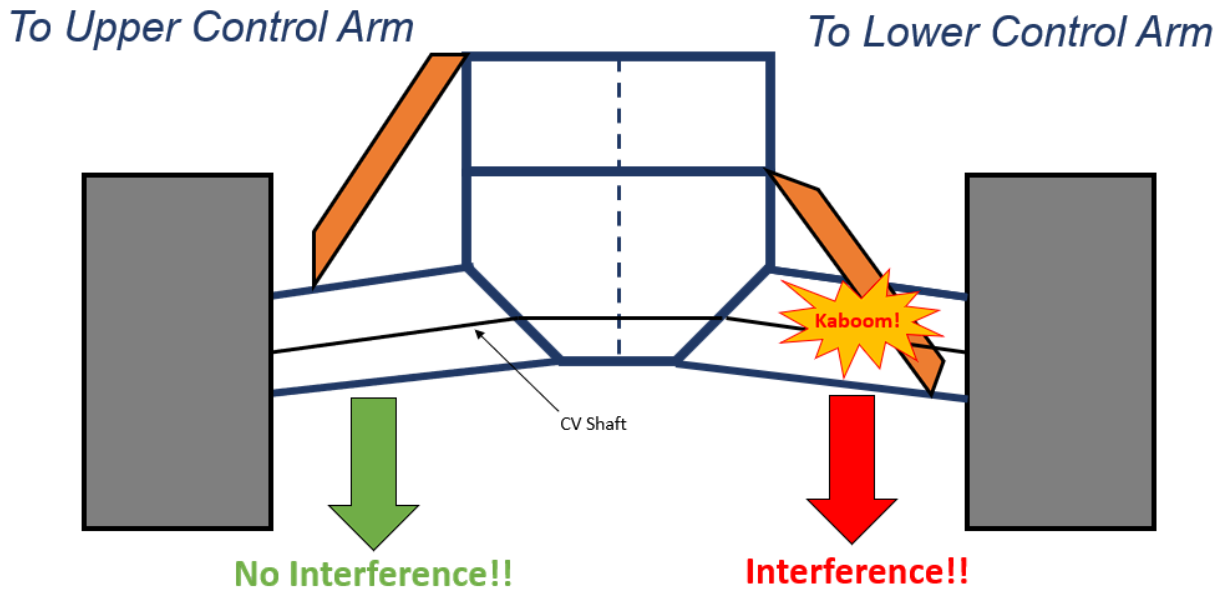 To Upper Control Arm
To Lower Control Arm
Kaboom!
CV Shaft
No Interference!!
Interference!!